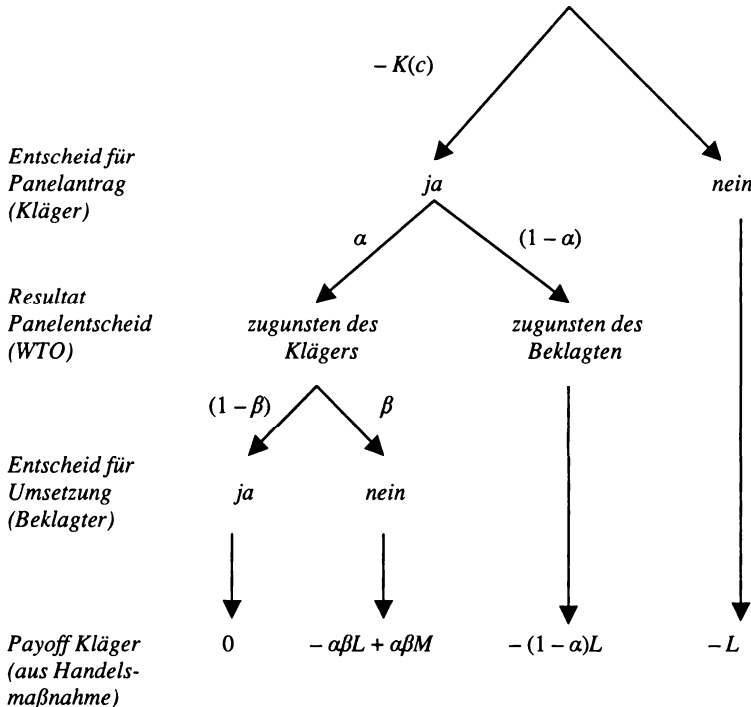 – K(c)
Entscheid für
Panelantrag
(Kläger)
ja
nein
α
(1 – α)
Resultat
Panelentscheid
(WTO)
zugunsten des
Klägers
zugunsten des
Beklagten
(1 – β)
β
Entscheid für
Umsetzung
(Beklagter)
ja
nein
Payoff Kläger
(aus Handels-
maßnahme)
0
– αβL + αβM
– (1 – α)L
– L